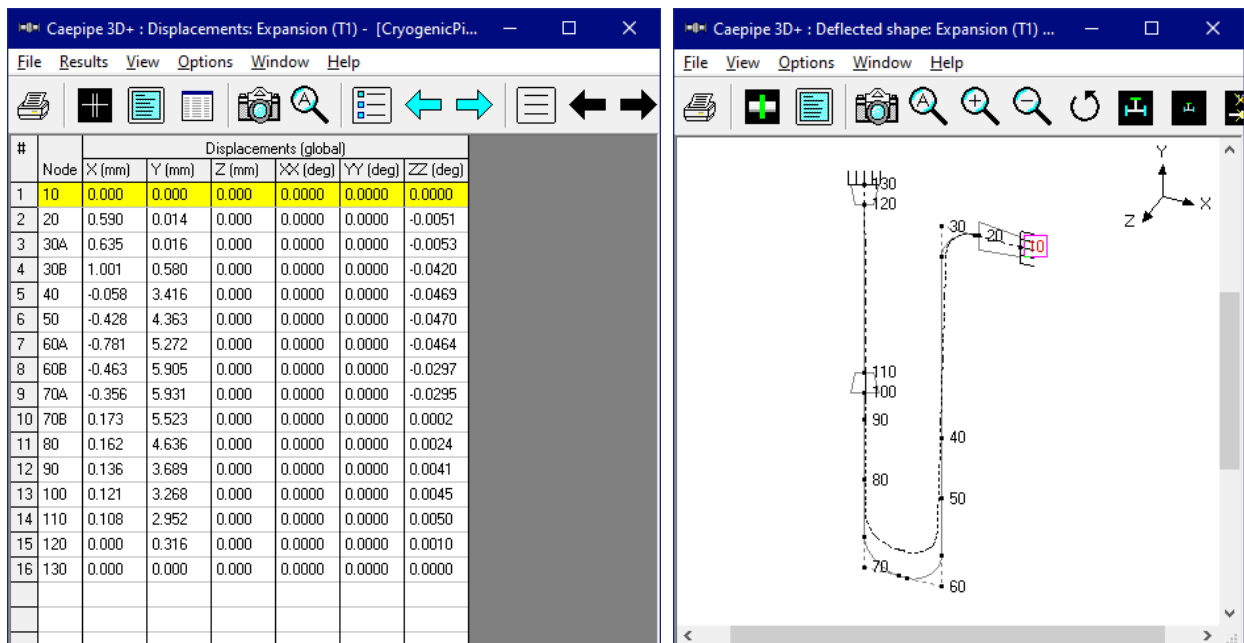 Caepipe 3D+ : Displacements: Expansion (T1) - [CryogenicPi...
File Results View Options Window Help
# Displacements (global)
Node X (mm) Y (mm) Z (mm) XX (deg) YY (deg) ZZ (deg)
1 10 0.000 0.000 0.000 0.0000 0.0000 0.0000
2 20 0.590 0.014 0.000 0.0000 0.0000 -0.0051
3 30A 0.635 0.016 0.000 0.0000 0.0000 -0.0053
4 30B 1.001 0.580 0.000 0.0000 0.0000 -0.0420
5 40 -0.058 3.416 0.000 0.0000 0.0000 -0.0469
6 50 -0.428 4.363 0.000 0.0000 0.0000 -0.0470
7 60A -0.781 5.272 0.000 0.0000 0.0000 -0.0464
8 60B -0.463 5.905 0.000 0.0000 0.0000 -0.0297
9 70A -0.356 5.931 0.000 0.0000 0.0000 -0.0295
10 70B 0.173 5.523 0.000 0.0000 0.0000 0.0002
11 80 0.162 4.636 0.000 0.0000 0.0000 0.0024
12 90 0.136 3.689 0.000 0.0000 0.0000 0.0041
13 100 0.121 3.268 0.000 0.0000 0.0000 0.0045
14 110 0.108 2.952 0.000 0.0000 0.0000 0.0050
15 120 0.000 0.316 0.000 0.0000 0.0000 0.0010
16 130 0.000 0.000 0.000 0.0000 0.0000 0.0000
Caepipe 3D+ : Deflected shape: Expansion (T1) ...
File View Options Window Help
Y
X
Z
130
120
30
20
10
110
100
90
40
80
50
70
60